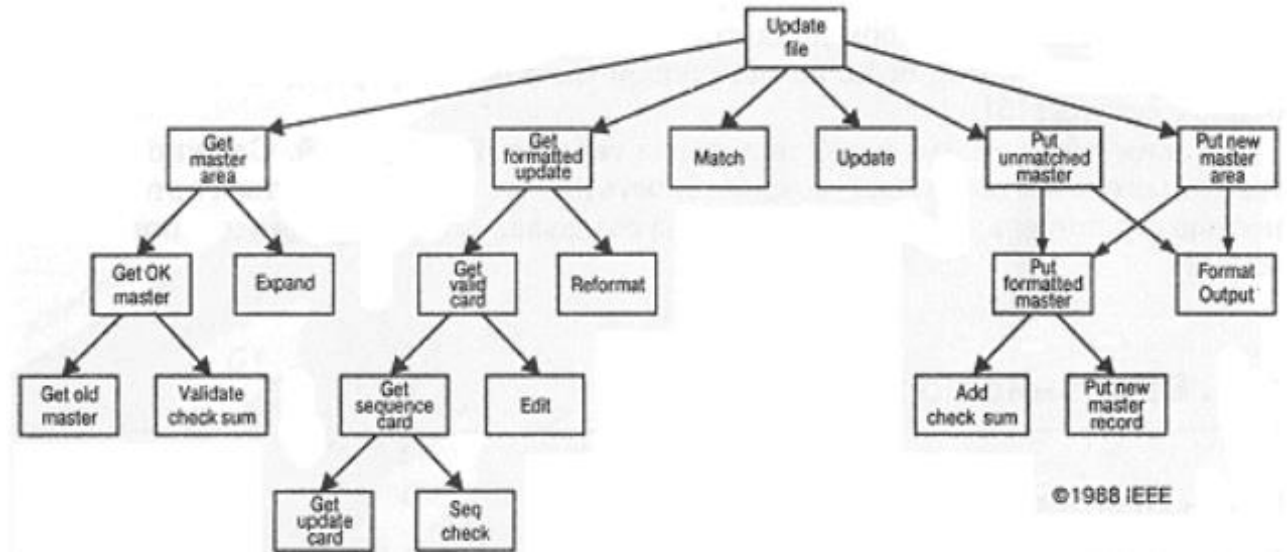 Update
file
Get
master
area
Get
formatted
update
Match
Update
Put
unmatched
master
Put new
master
area
Get OK
master
Expand
Get
valid
card
Reformat
Put
formatted
master
Format
Output
Get old
master
Validate
check sum
Get
sequence
card
Edit
Add
check sum
Put new
master
record
Get
update
card
Seq
check
©1988 IEEE